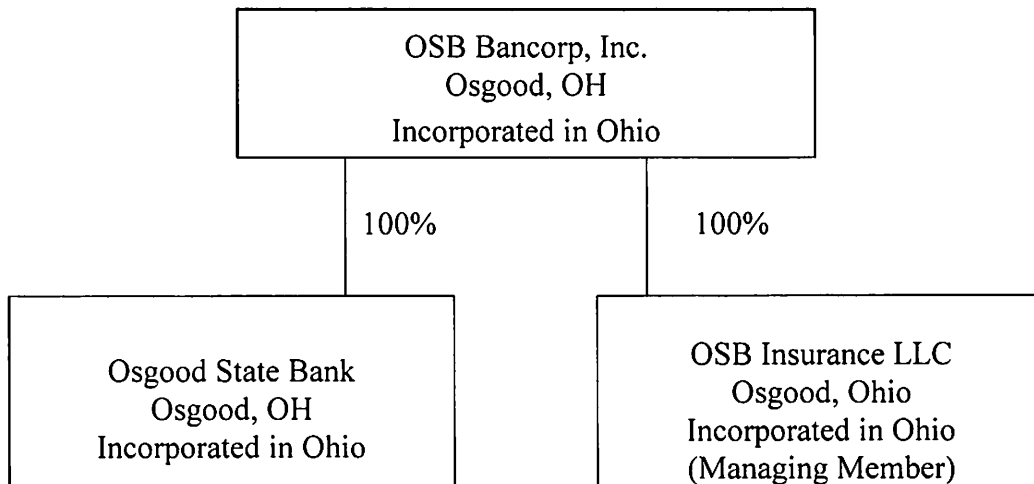 OSB Bancorp, Inc.
Osgood, OH
Incorporated in Ohio
100%
100%
Osgood State Bank
Osgood, OH
Incorporated in Ohio
OSB Insurance LLC
Osgood, Ohio
Incorporated in Ohio
(Managing Member)